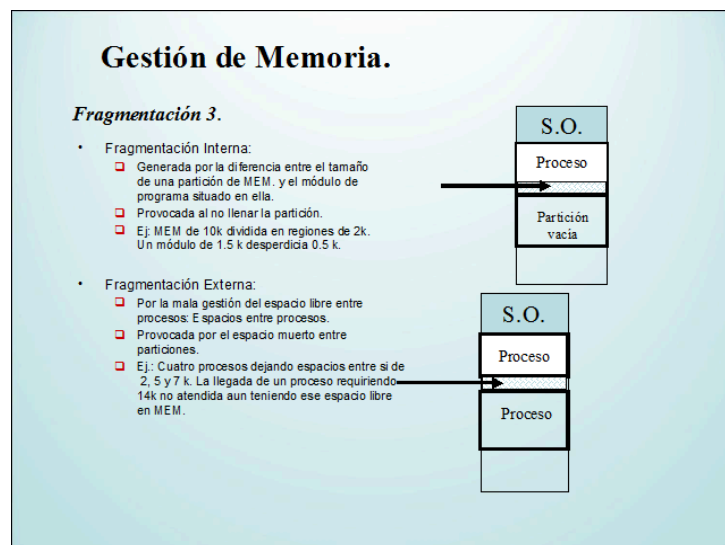 Gestión de Memoria.
Fragmentación 3.
• Fragmentación Interna:
Generada por la diferencia entre el tamaño
de una partición de MEM. y el módulo de
programa situado en ella.
Provocada al no llenar la partición.
Ej: MEM de 10k dividida en regiones de 2k.
Un módulo de 1.5 k desperdicia 0.5 k.
• Fragmentación Externa:
Por la mala gestión del espacio libre entre
procesos: E spacios entre procesos.
Provocada por el espacio muerto entre
particiones.
Ej.: Cuatro procesos dejando espacios entre si de
2, 5 y 7 k. La llegada de un proceso requiriendo
14k no atendida aun teniendo ese espacio libre
en MEM.
S.O.
Proceso
Partición
vacía
S.O.
Proceso
Proceso